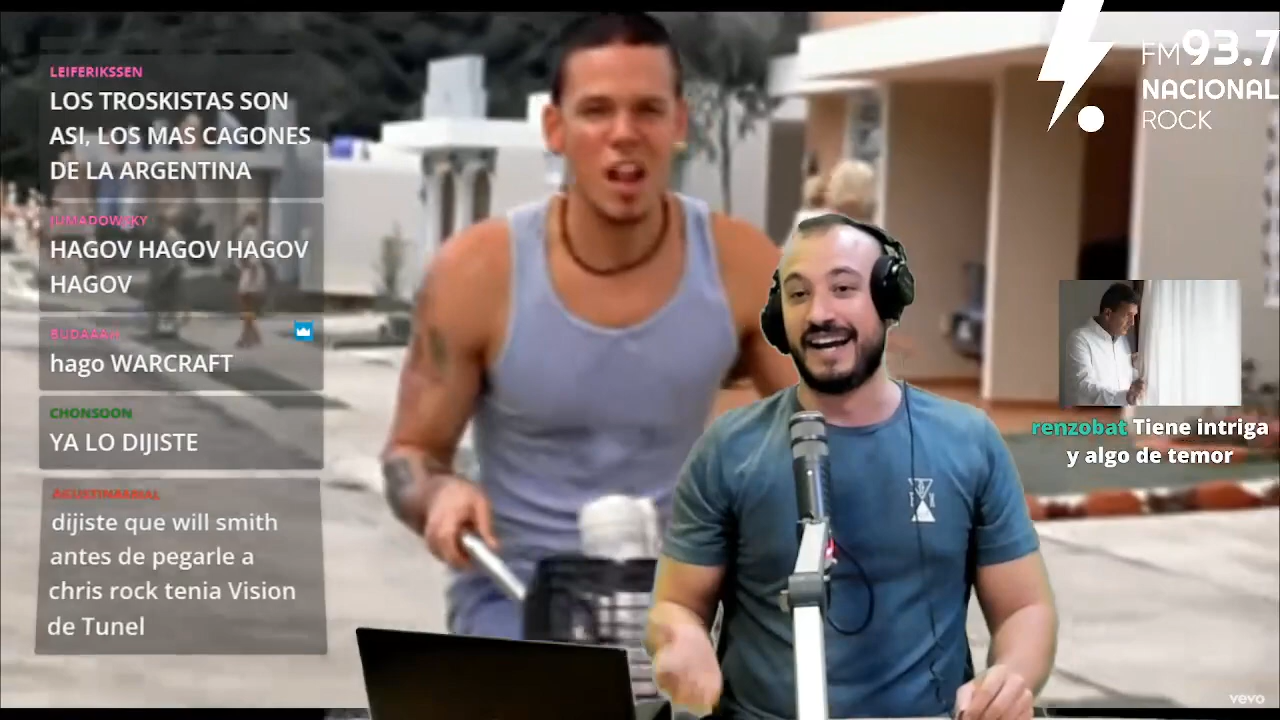 LEIFERIKSSEN
LOS TROSKISTAS SON
ASI, LOS MAS CAGONES
DE LA ARGENTINA
HAGOV HAGOV HAGOV
HAGOV
BUDAAAH
hago WARCRAFT
CHONSOON
YA LO DIJISTE
dijiste que will smith
antes de pegarle a
chris rock tenia Vision
de Tunel
FM 93.7
NACIONAL
ROCK
renzobat Tiene intriga
y algo de temor
vevo